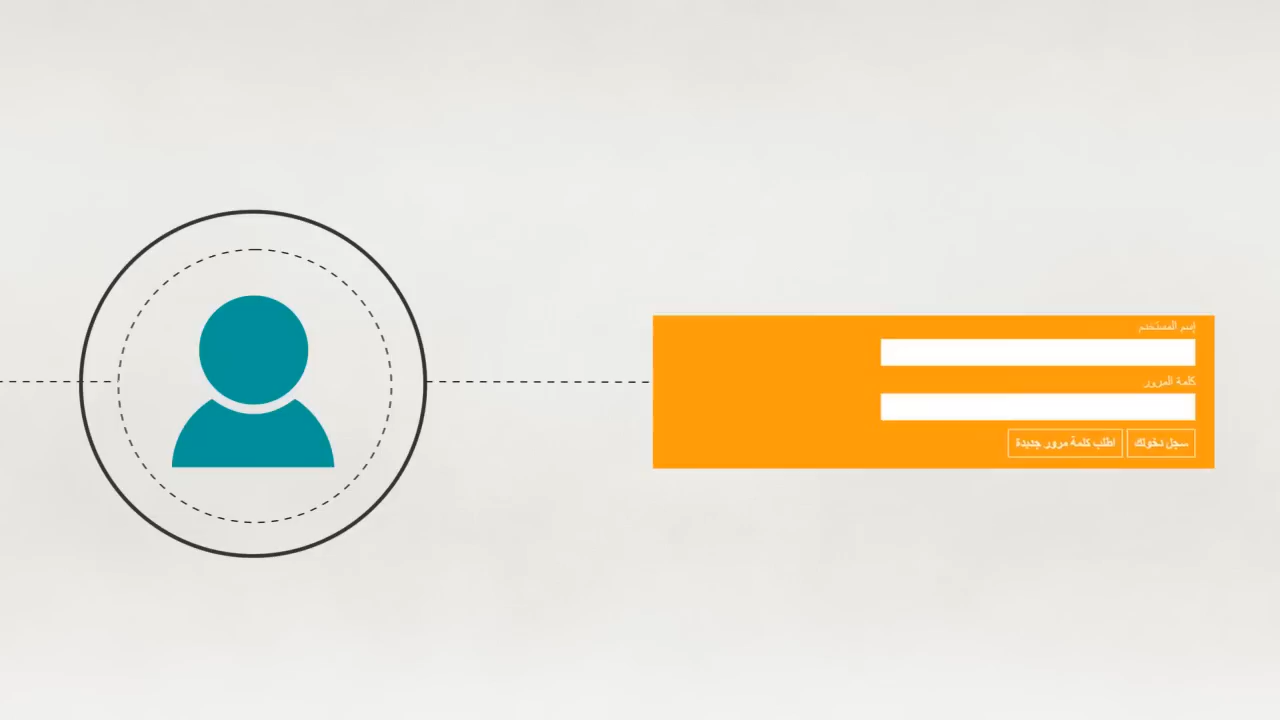 إسم المستخدم
كلمة المرور
سجل دخولك اطلب كلمة مرور جديدة